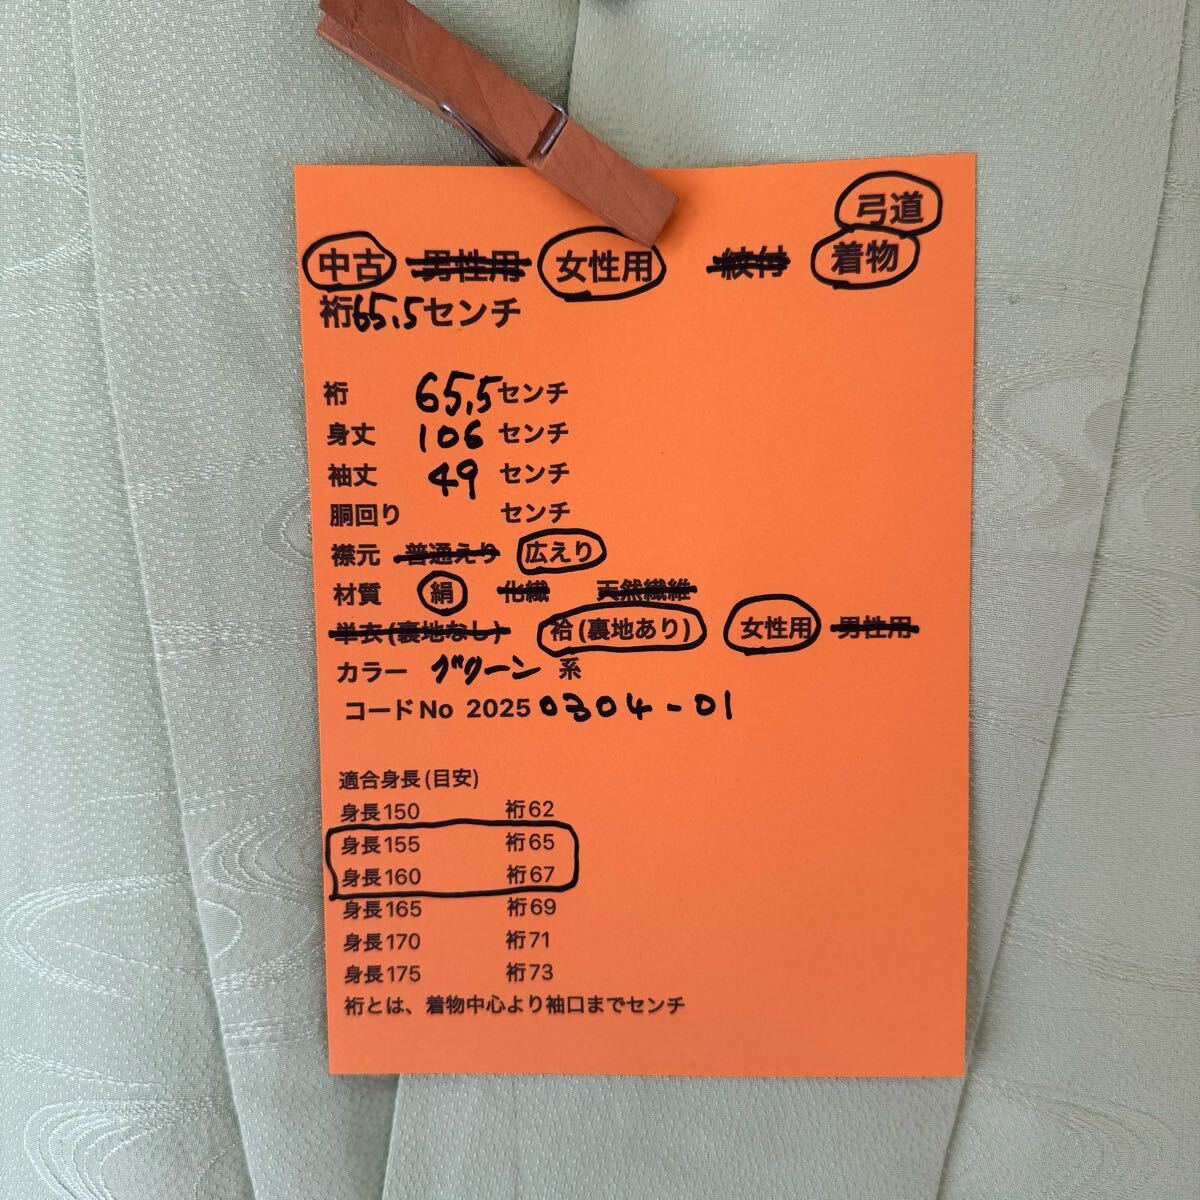 弓道
中古 男性用 女性用 紋付 着物
裄65.5センチ
裄 65.5センチ
身丈 106 センチ
袖丈 49 センチ
胴回り センチ
襟元 普通えり 広えり
材質 絹 化繊 天然繊維
単衣(裏地なし) 袷(裏地あり) 女性用 男性用
カラー グリーン 系
コードNo 20250304-01
適合身長(目安)
身長150 裄62
身長155 裄65
身長160 裄67
身長165 裄69
身長170 裄71
身長175 裄73
裄とは、着物中心より袖口までセンチ